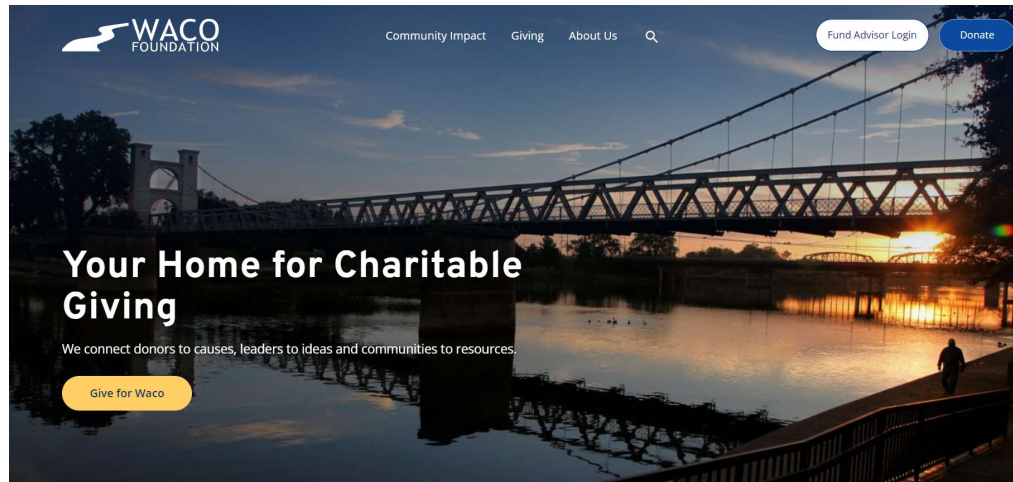 WACO
FOUNDATION
Community Impact
Giving
About Us
Fund Advisor Login
Donate
Your Home for Charitable
Giving
We connect donors to causes, leaders to ideas and communities to resources.
Give for Waco